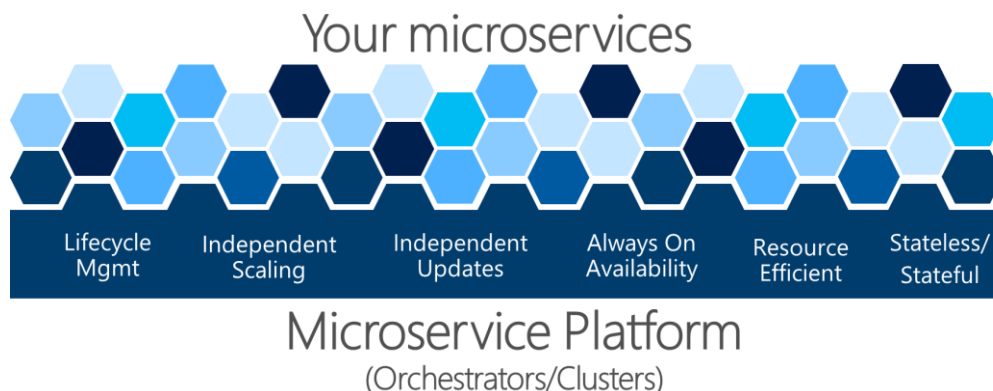 Your microservices
Lifecycle
Mgmt
Independent
Scaling
Independent
Updates
Always On
Availability
Resource
Efficient
Stateless/
Stateful
Microservice Platform
(Orchestrators/Clusters)